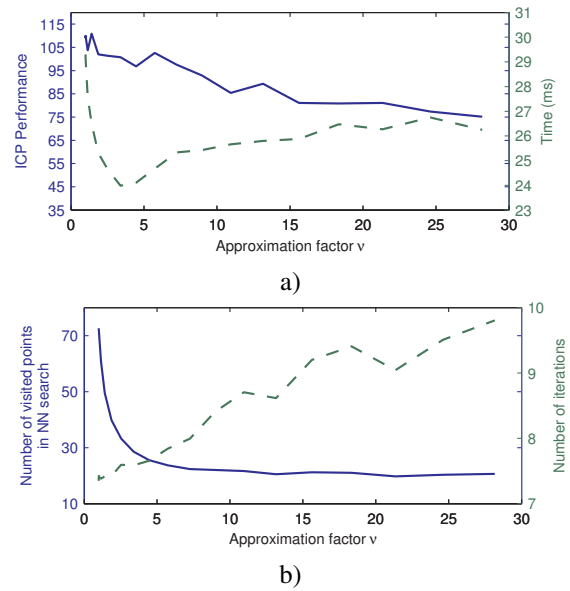 115
105
95
85
75
65
55
45
35
ICP Performance
31
30
29
28
27
26
25
24
23
Time (ms)
0 5 10 15 20 25 30
Approximation factor ν
a)
70
50
30
10
Number of visited points
in NN search
10
9
8
7
Number of iterations
0 5 10 15 20 25 30
Approximation factor ν
b)